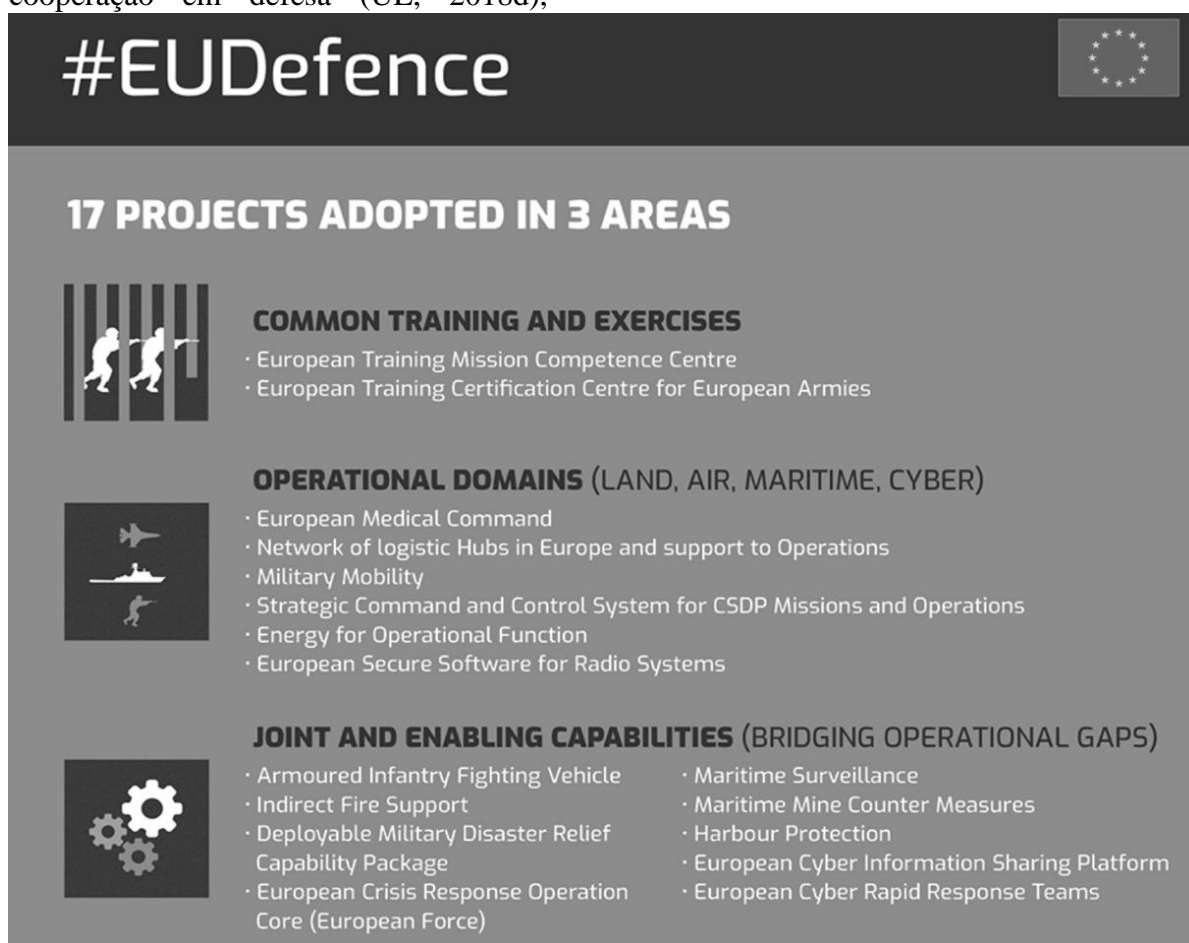 cooperação em defesa (UE, 2018d),
#EUDefence
17 PROJECTS ADOPTED IN 3 AREAS
COMMON TRAINING AND EXERCISES
· European Training Mission Competence Centre
· European Training Certification Centre for European Armies
OPERATIONAL DOMAINS (LAND, AIR, MARITIME, CYBER)
· European Medical Command
· Network of logistic Hubs in Europe and support to Operations
· Military Mobility
· Strategic Command and Control System for CSDP Missions and Operations
· Energy for Operational Function
· European Secure Software for Radio Systems
JOINT AND ENABLING CAPABILITIES (BRIDGING OPERATIONAL GAPS)
· Armoured Infantry Fighting Vehicle
· Indirect Fire Support
· Deployable Military Disaster Relief
Capability Package
· European Crisis Response Operation
Core (European Force)
· Maritime Surveillance
· Maritime Mine Counter Measures
· Harbour Protection
· European Cyber Information Sharing Platform
· European Cyber Rapid Response Teams